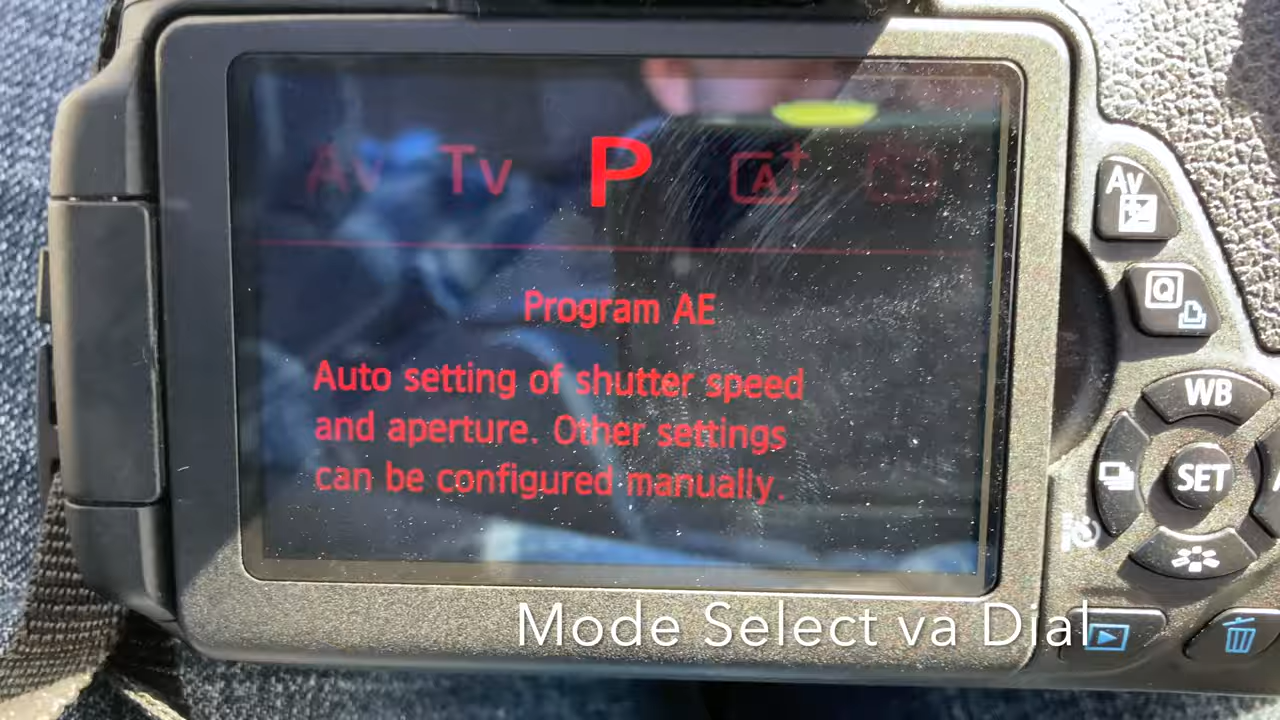 Av Tv P A+
Program AE
Auto setting of shutter speed
and aperture. Other settings
can be configured manually.
Av
Q
WB
SET
Mode Select va Dial